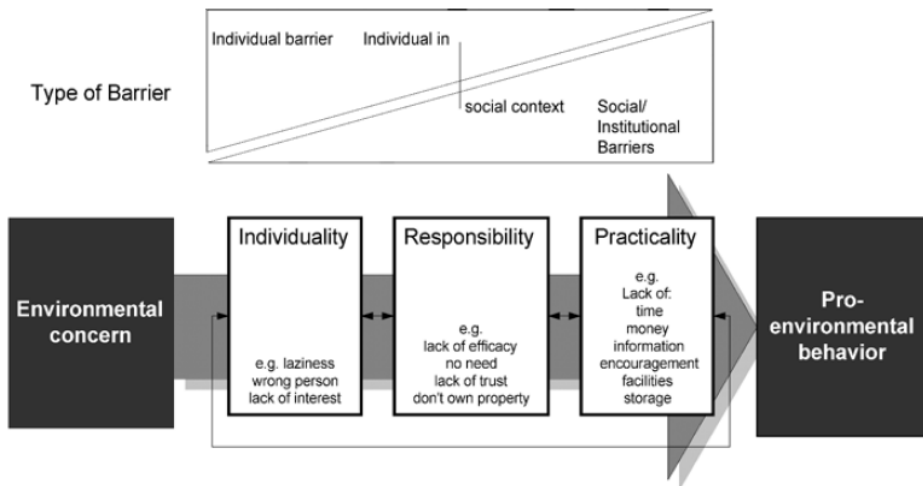 Individual barrier
Individual in
Type of Barrier
social context
Social/
Institutional
Barriers
Environmental
concern
Individuality
e.g. laziness
wrong person
lack of interest
Responsibility
e.g.
lack of efficacy
no need
lack of trust
don't own property
Practicality
e.g.
Lack of:
time
money
information
encouragement
facilities
storage
Pro-
environmental
behavior